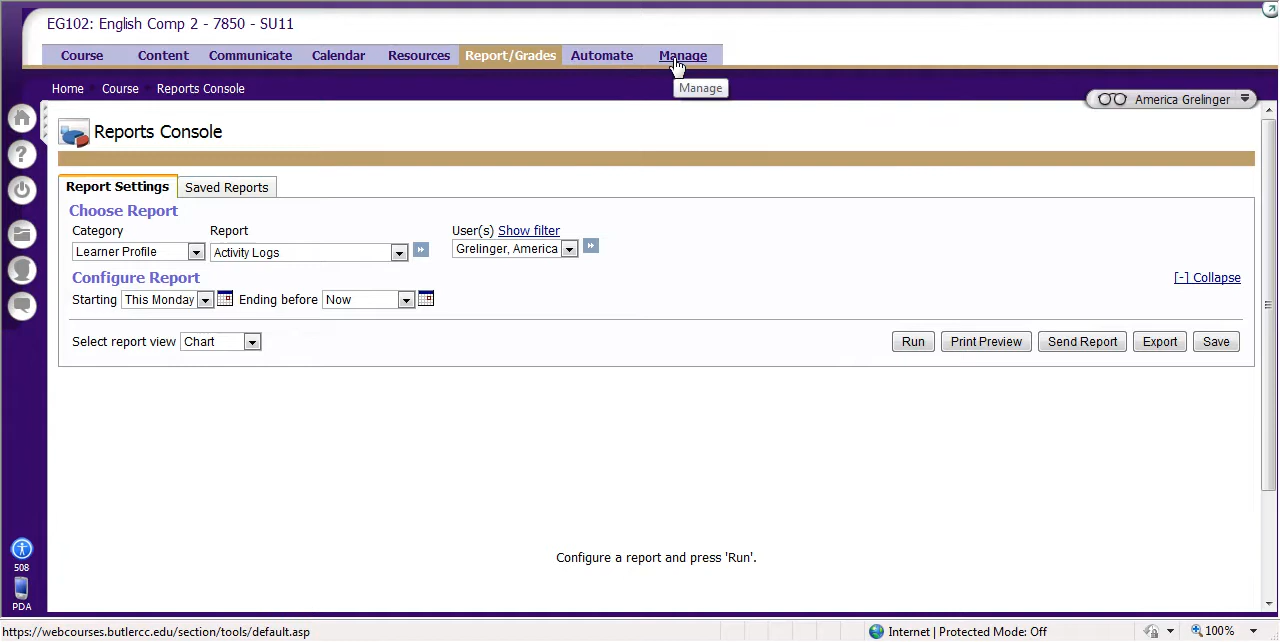 EG102: English Comp 2 - 7850 - SU11
Course Content Communicate Calendar Resources Report/Grades Automate Manage
Manage
Home Course Reports Console
America Grelinger
Reports Console
Report Settings Saved Reports
Choose Report
Category Report User(s) Show filter
Learner Profile Activity Logs Grelinger, America
Configure Report [-] Collapse
Starting This Monday Ending before Now
Select report view Chart Run Print Preview Send Report Export Save
Configure a report and press 'Run'.
508
PDA
https://webcourses.butlercc.edu/section/tools/default.asp Internet | Protected Mode: Off 100%